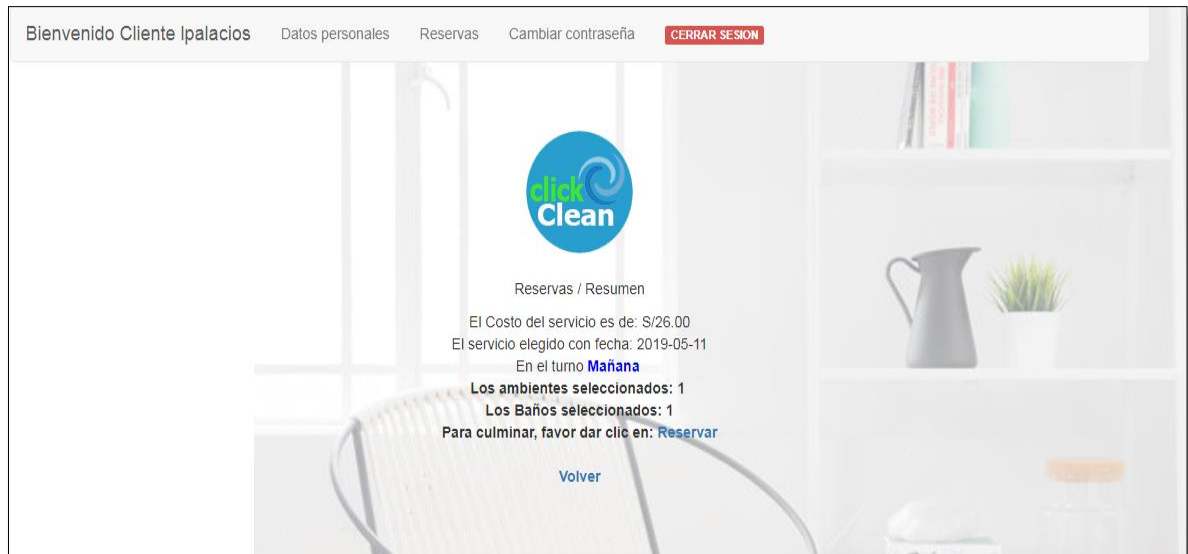 Bienvenido Cliente lpalacios Datos personales Reservas Cambiar contraseña CERRAR SESION
click
Clean
Reservas / Resumen
El Costo del servicio es de: S/26.00
El servicio elegido con fecha: 2019-05-11
En el turno Mañana
Los ambientes seleccionados: 1
Los Baños seleccionados: 1
Para culminar, favor dar clic en: Reservar
Volver